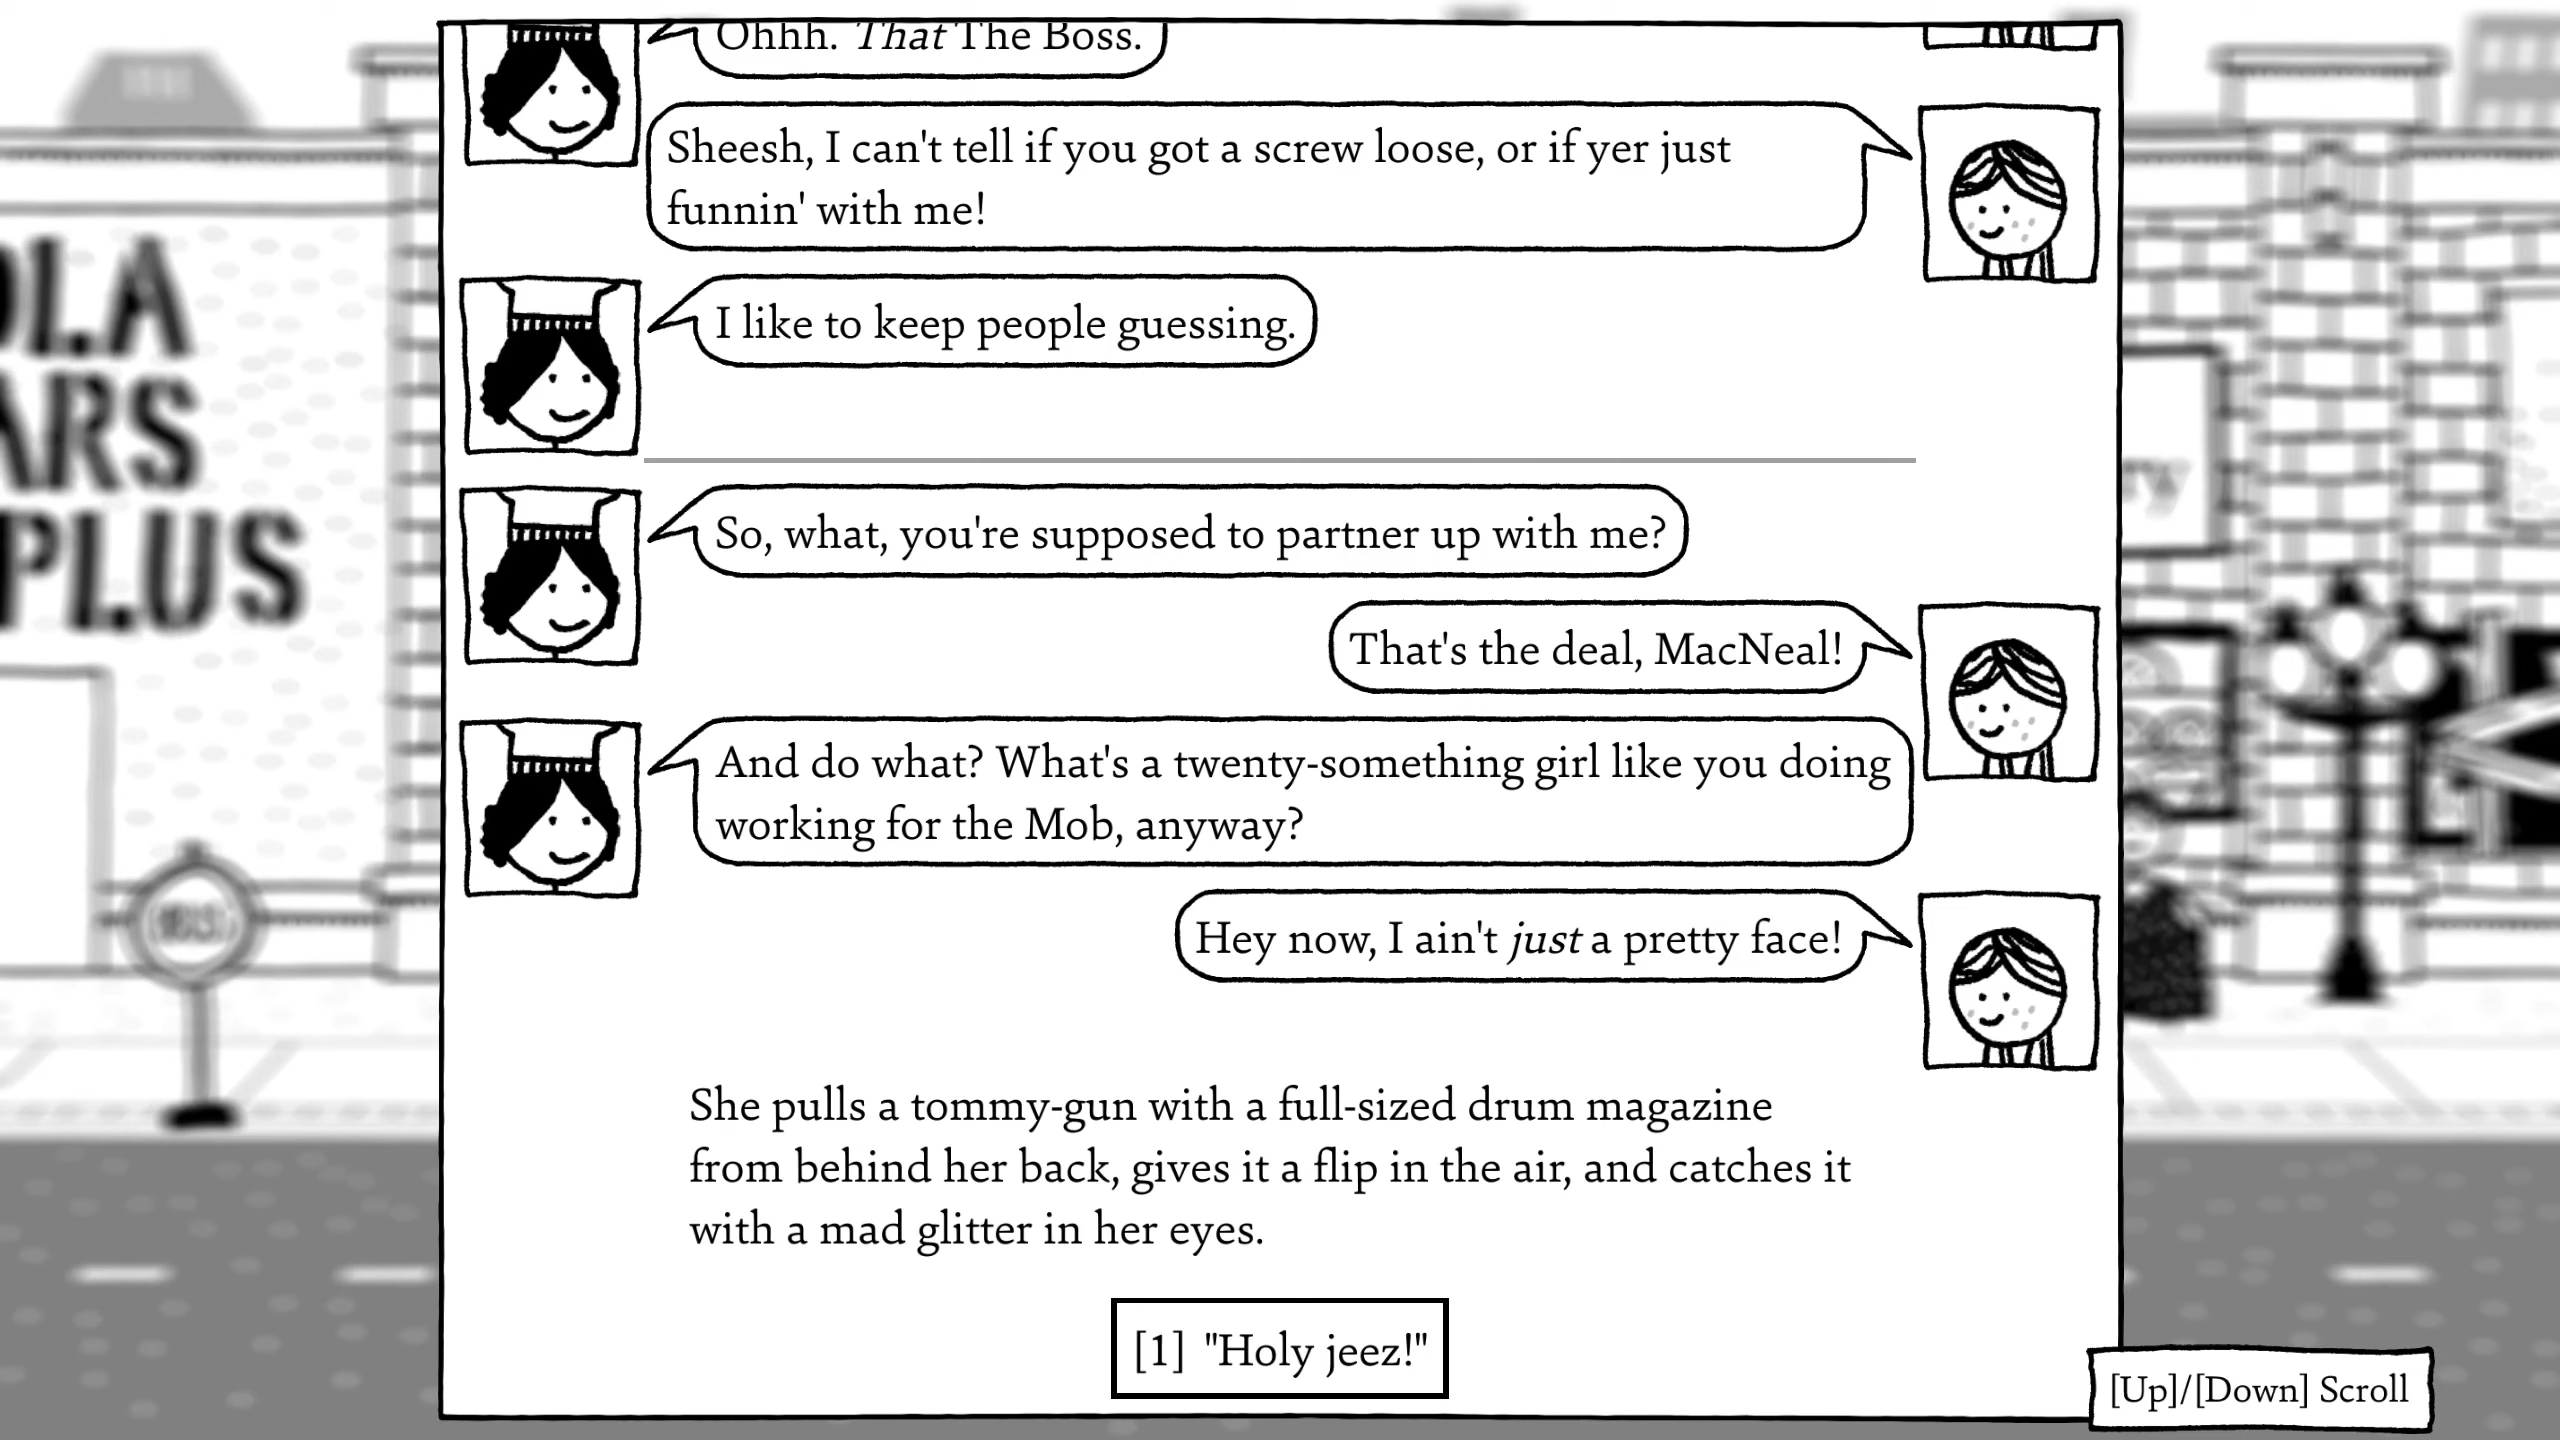 Ohhh. That The Boss.
Sheesh, I can't tell if you got a screw loose, or if yer just
funnin' with me!
I like to keep people guessing.
So, what, you're supposed to partner up with me?
That's the deal, MacNeal!
And do what? What's a twenty-something girl like you doing
working for the Mob, anyway?
Hey now, I ain't just a pretty face!
She pulls a tommy-gun with a full-sized drum magazine
from behind her back, gives it a flip in the air, and catches it
with a mad glitter in her eyes.
[1] "Holy jeez!"
[Up]/[Down] Scroll
OLA
ARS
PLUS